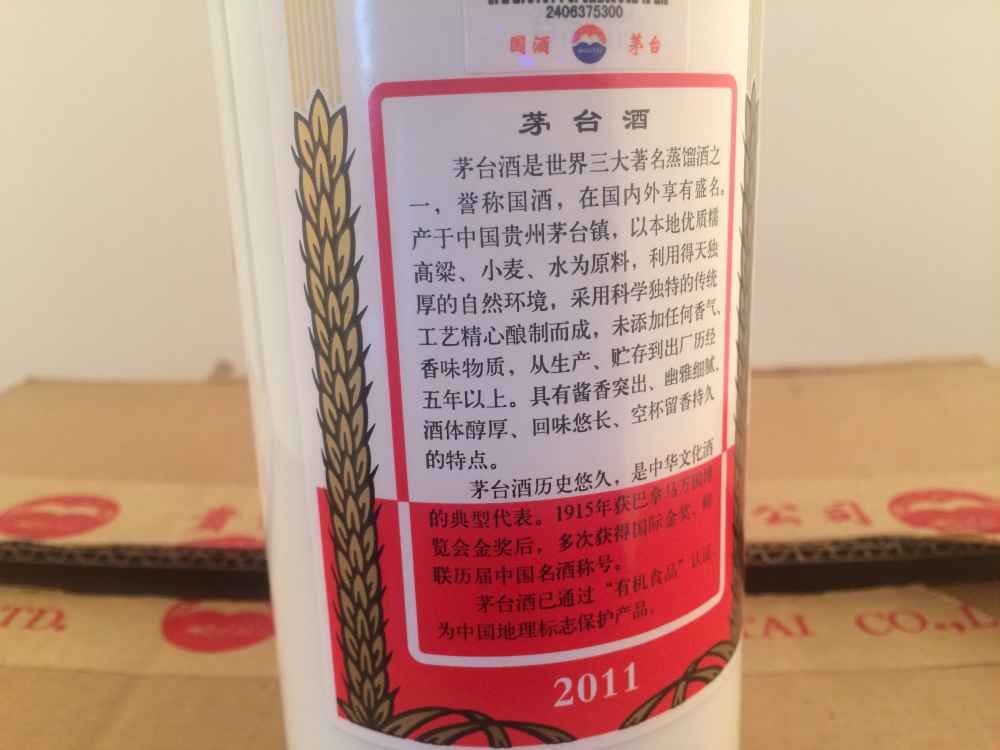 2406375300
国酒 茅台
茅台酒
茅台酒是世界三大著名蒸馏酒之
一，誉称国酒，在国内外享有盛名。
产于中国贵州茅台镇，以本地优质糯
高粱、小麦、水为原料，利用得天独
厚的自然环境，采用科学独特的传统
工艺精心酿制而成，未添加任何香气、
香味物质，从生产、贮存到出厂历经
五年以上。具有酱香突出、幽雅细腻、
酒体醇厚、回味悠长、空杯留香持久
的特点。
茅台酒历史悠久，是中华文化酒
的典型代表。1915年获巴拿马万国博
览会金奖后，多次获得国际金奖、蝉
联历届中国名酒称号。
茅台酒已通过“有机食品”认证、
为中国地理标志保护产品。
2011
公司
LTD.
TAI CO.,L